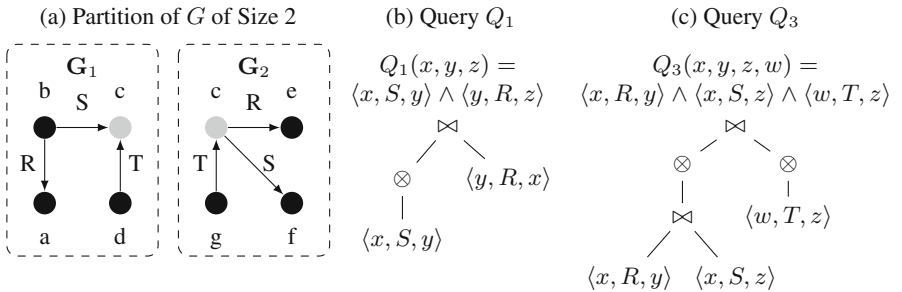 (a) Partition of G of Size 2
G₁
b
c
S
R
T
a
d
G₂
c
e
R
T
S
g
f
(b) Query Q₁
Q₁(x, y, z) =
⟨x, S, y⟩ ∧ ⟨y, R, z⟩
⋈
⊗
⟨y, R, x⟩
⟨x, S, y⟩
(c) Query Q₃
Q₃(x, y, z, w) =
⟨x, R, y⟩ ∧ ⟨x, S, z⟩ ∧ ⟨w, T, z⟩
⋈
⊗ ⊗
⋈ ⟨w, T, z⟩
⟨x, R, y⟩ ⟨x, S, z⟩